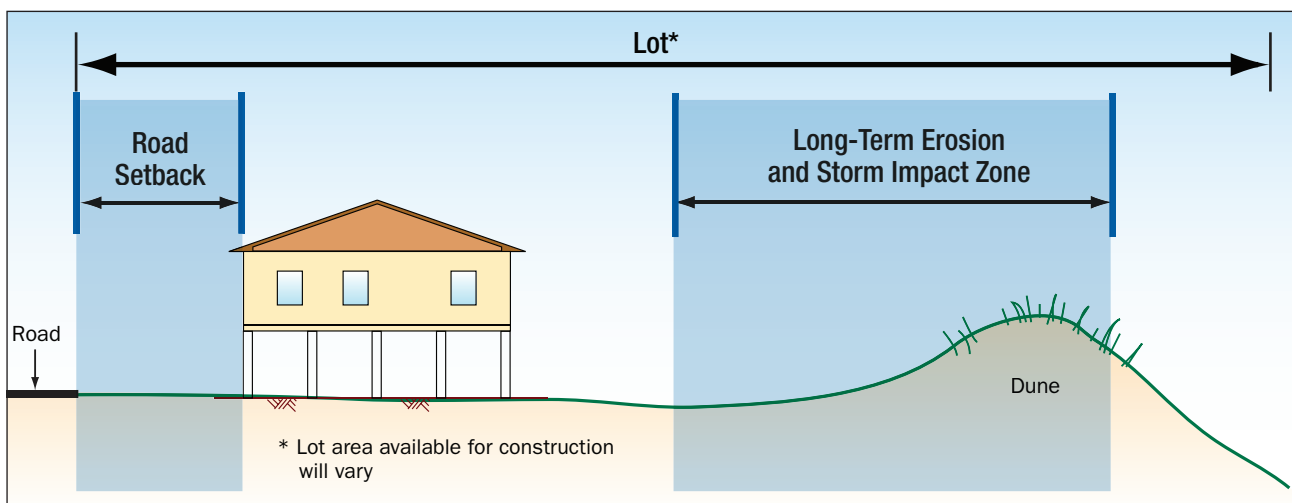 Lot*
Road
Setback
Long-Term Erosion
and Storm Impact Zone
Road
Dune
* Lot area available for construction
will vary